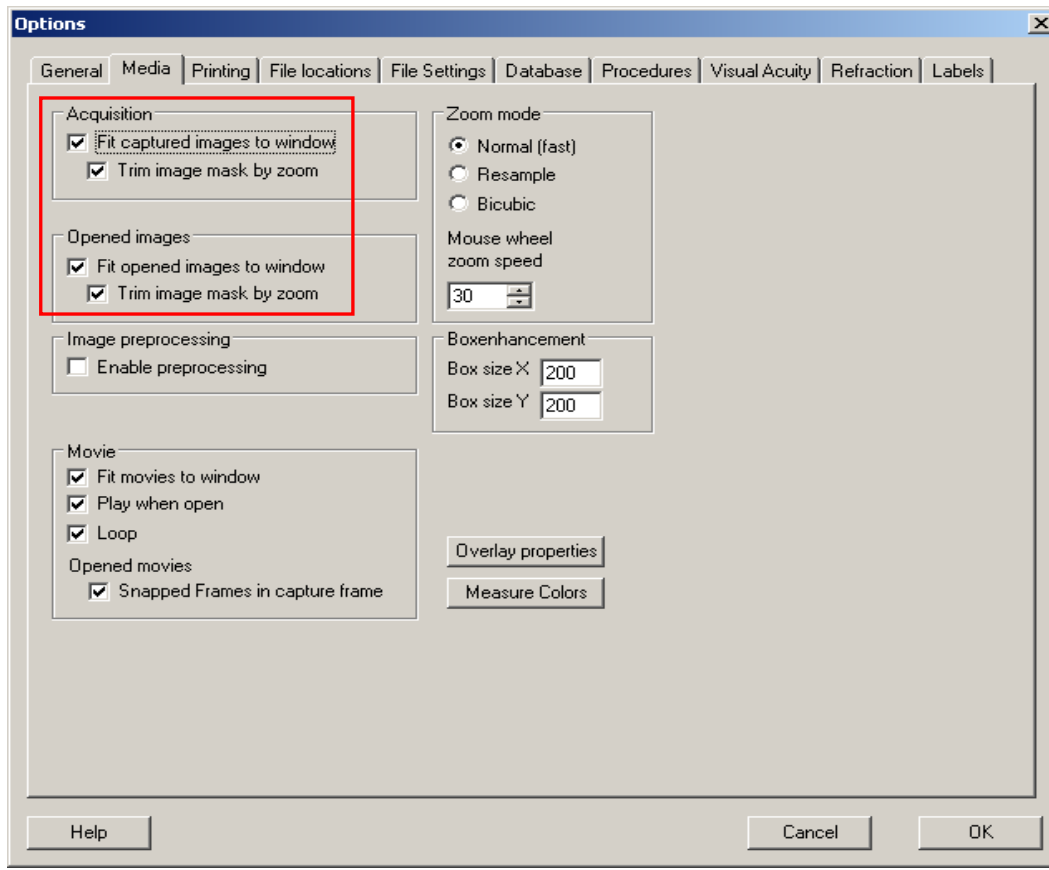 Options
General Media Printing File locations File Settings Database Procedures Visual Acuity Refraction Labels
Acquisition
Fit captured images to window
Trim image mask by zoom
Opened images
Fit opened images to window
Trim image mask by zoom
Image preprocessing
Enable preprocessing
Movie
Fit movies to window
Play when open
Loop
Opened movies
Snapped Frames in capture frame
Zoom mode
Normal (fast)
Resample
Bicubic
Mouse wheel
zoom speed
30
Boxenhancement
Box size X 200
Box size Y 200
Overlay properties
Measure Colors
Help Cancel OK